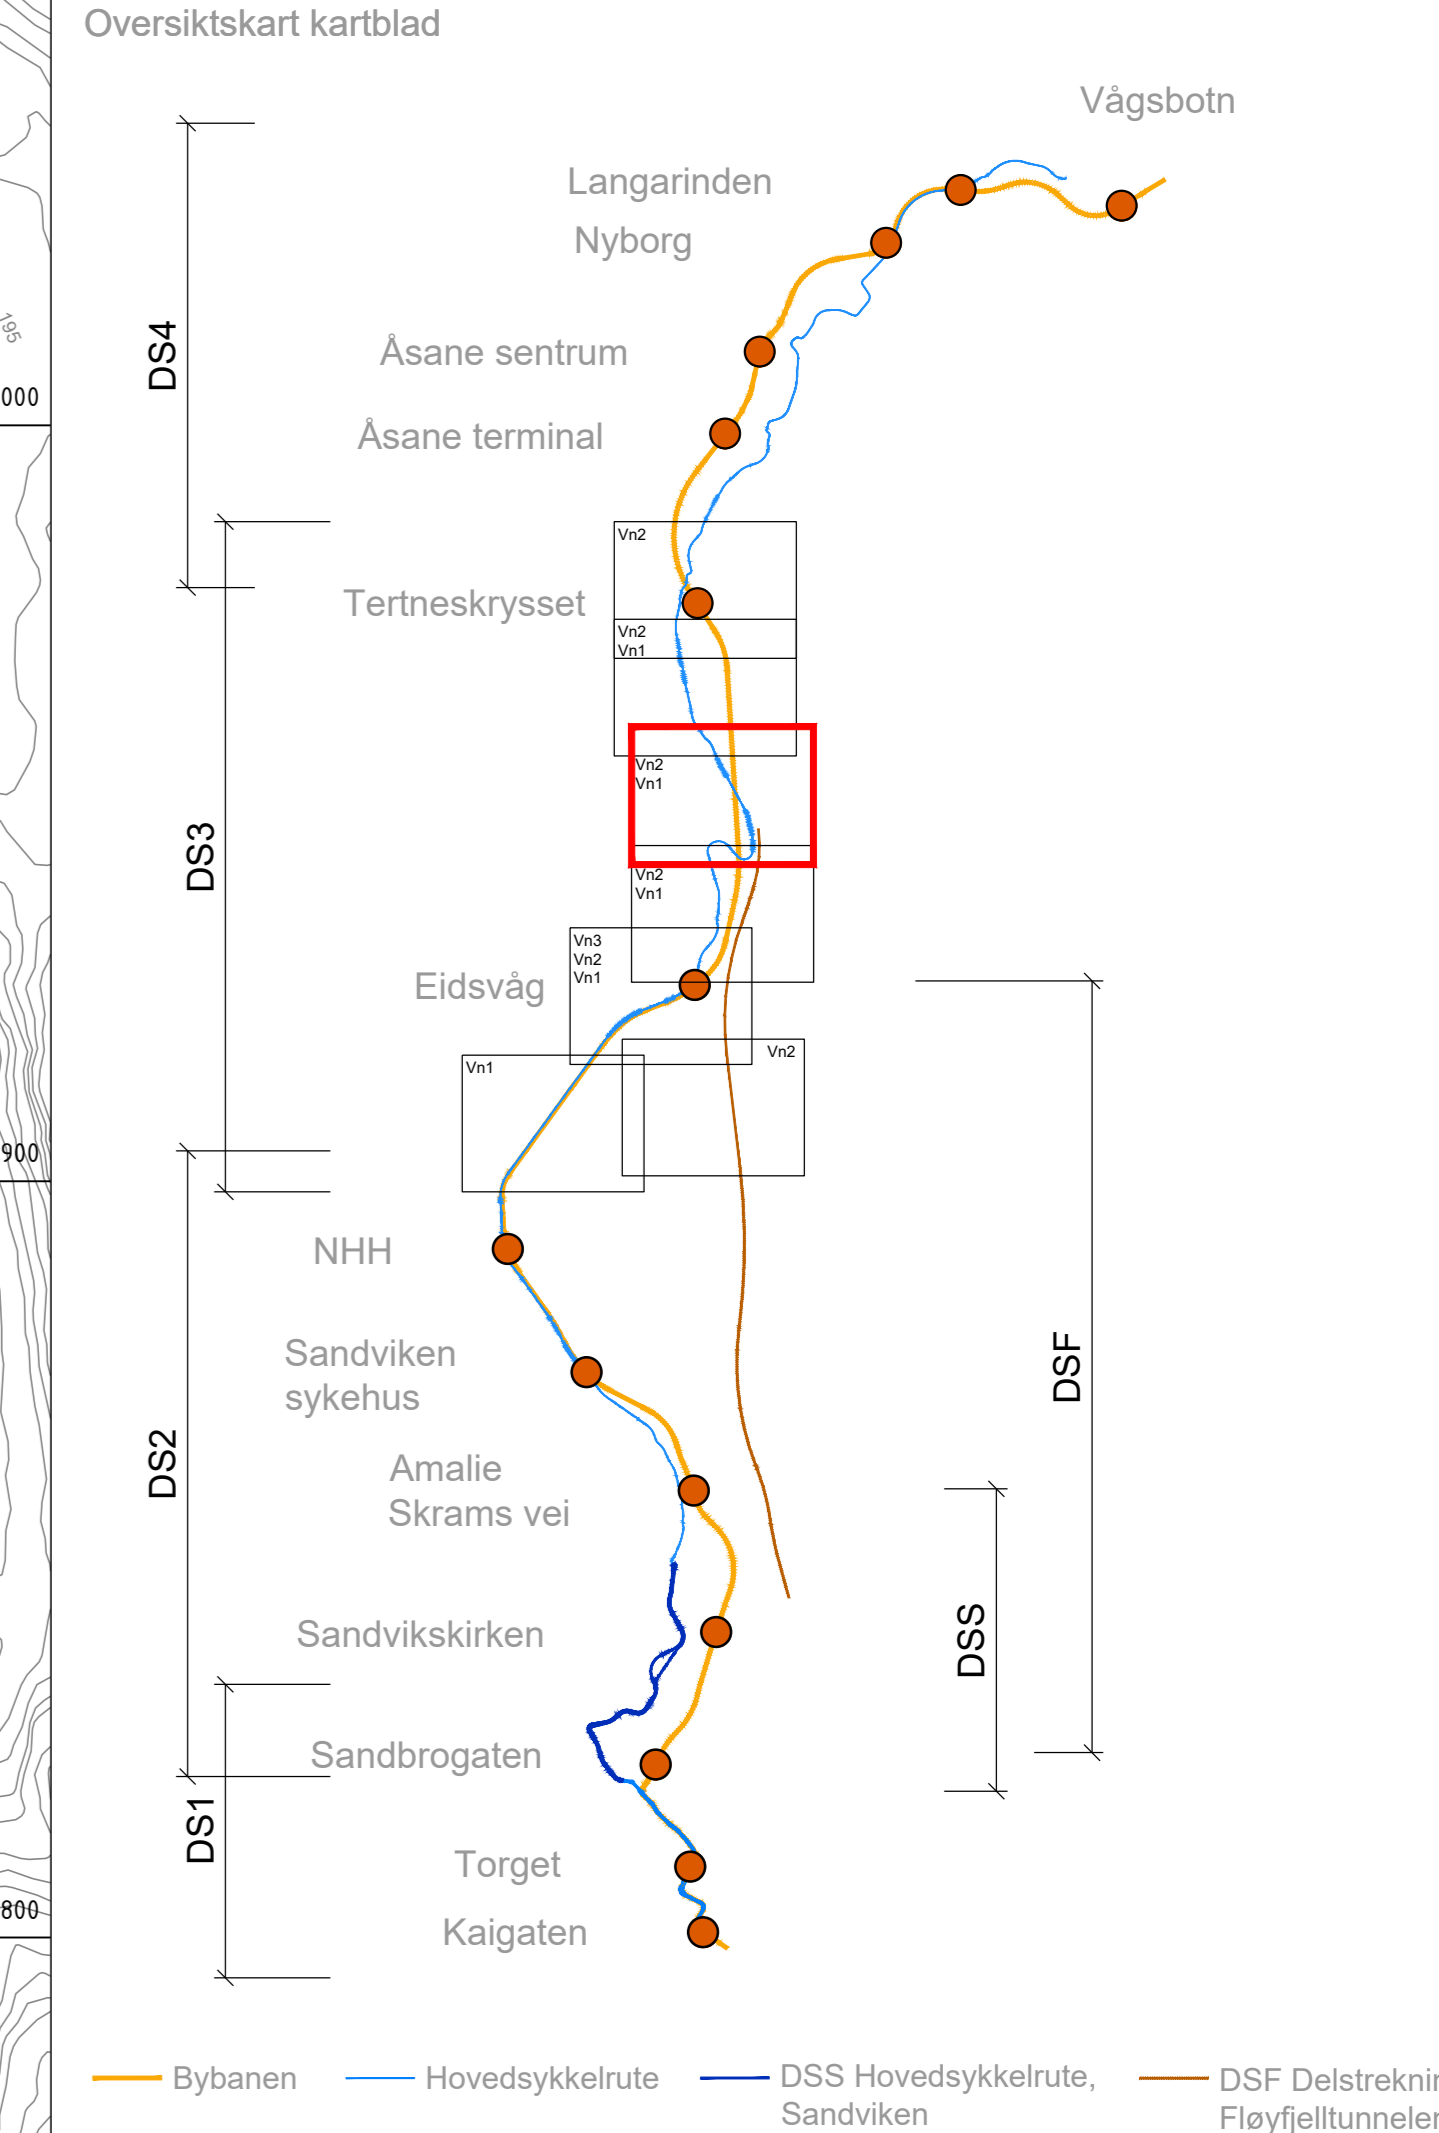 Oversiktskart kartblad
Vågsbotn
Langarinden
Nyborg
195
DS4
Åsane sentrum
000
Åsane terminal
Vn2
Tertneskrysset
Vn2
Vn1
Vn2
Vn1
DS3
Vn2
Vn1
Vn3
Vn2
Vn1
Eidsvåg
Vn2
Vn1
900
NHH
Sandviken
sykehus
DSF
DS2
Amalie
Skrams vei
Sandvikskirken
DSS
Sandbrogaten
DS1
Torget
800
Kaigaten
Bybanen
Hovedsykkelrute
DSS Hovedsykkelrute,
Sandviken
DSF Delstreknin
Fløyfjelltunneler